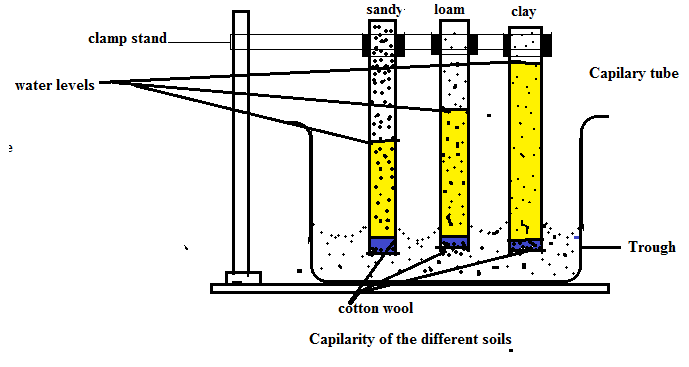 sandy
loam
clay
clamp stand
Capilary tube
water levels
e
Trough
cotton wool
Capilarity of the different soils